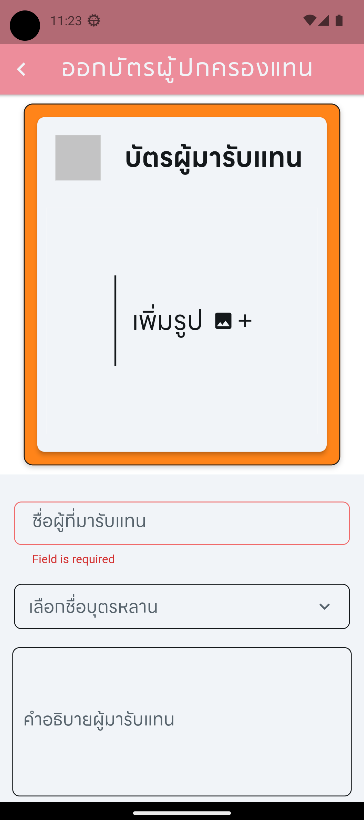 11:23
ออกบัตรผู้ปกครองแทน
บัตรผู้มารับแทน
เพิ่มรูป
ชื่อผู้ที่มารับแทน
Field is required
เลือกชื่อบุตรหลาน
คำอธิบายผู้มารับแทน